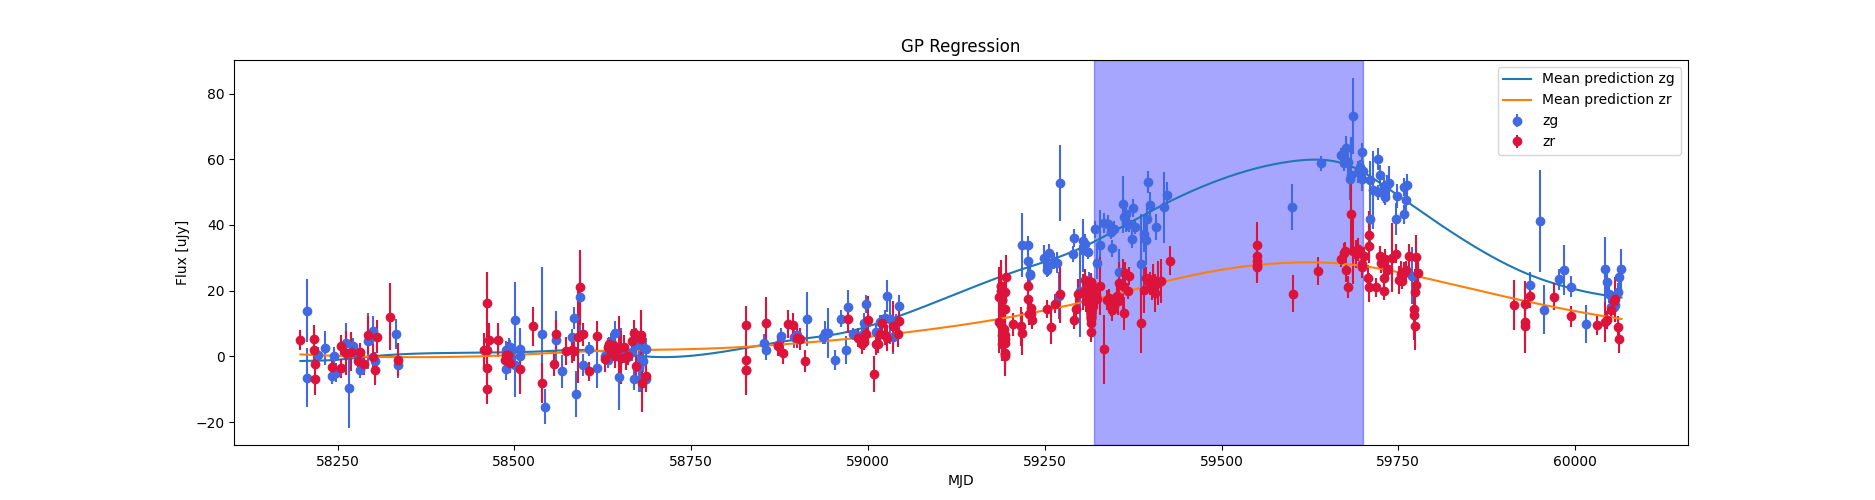 GP Regression
Mean prediction zg
Mean prediction zr
zg
zr
80
60
40
20
0
−20
Flux [uJy]
58250 58500 58750 59000 59250 59500 59750 60000
MJD